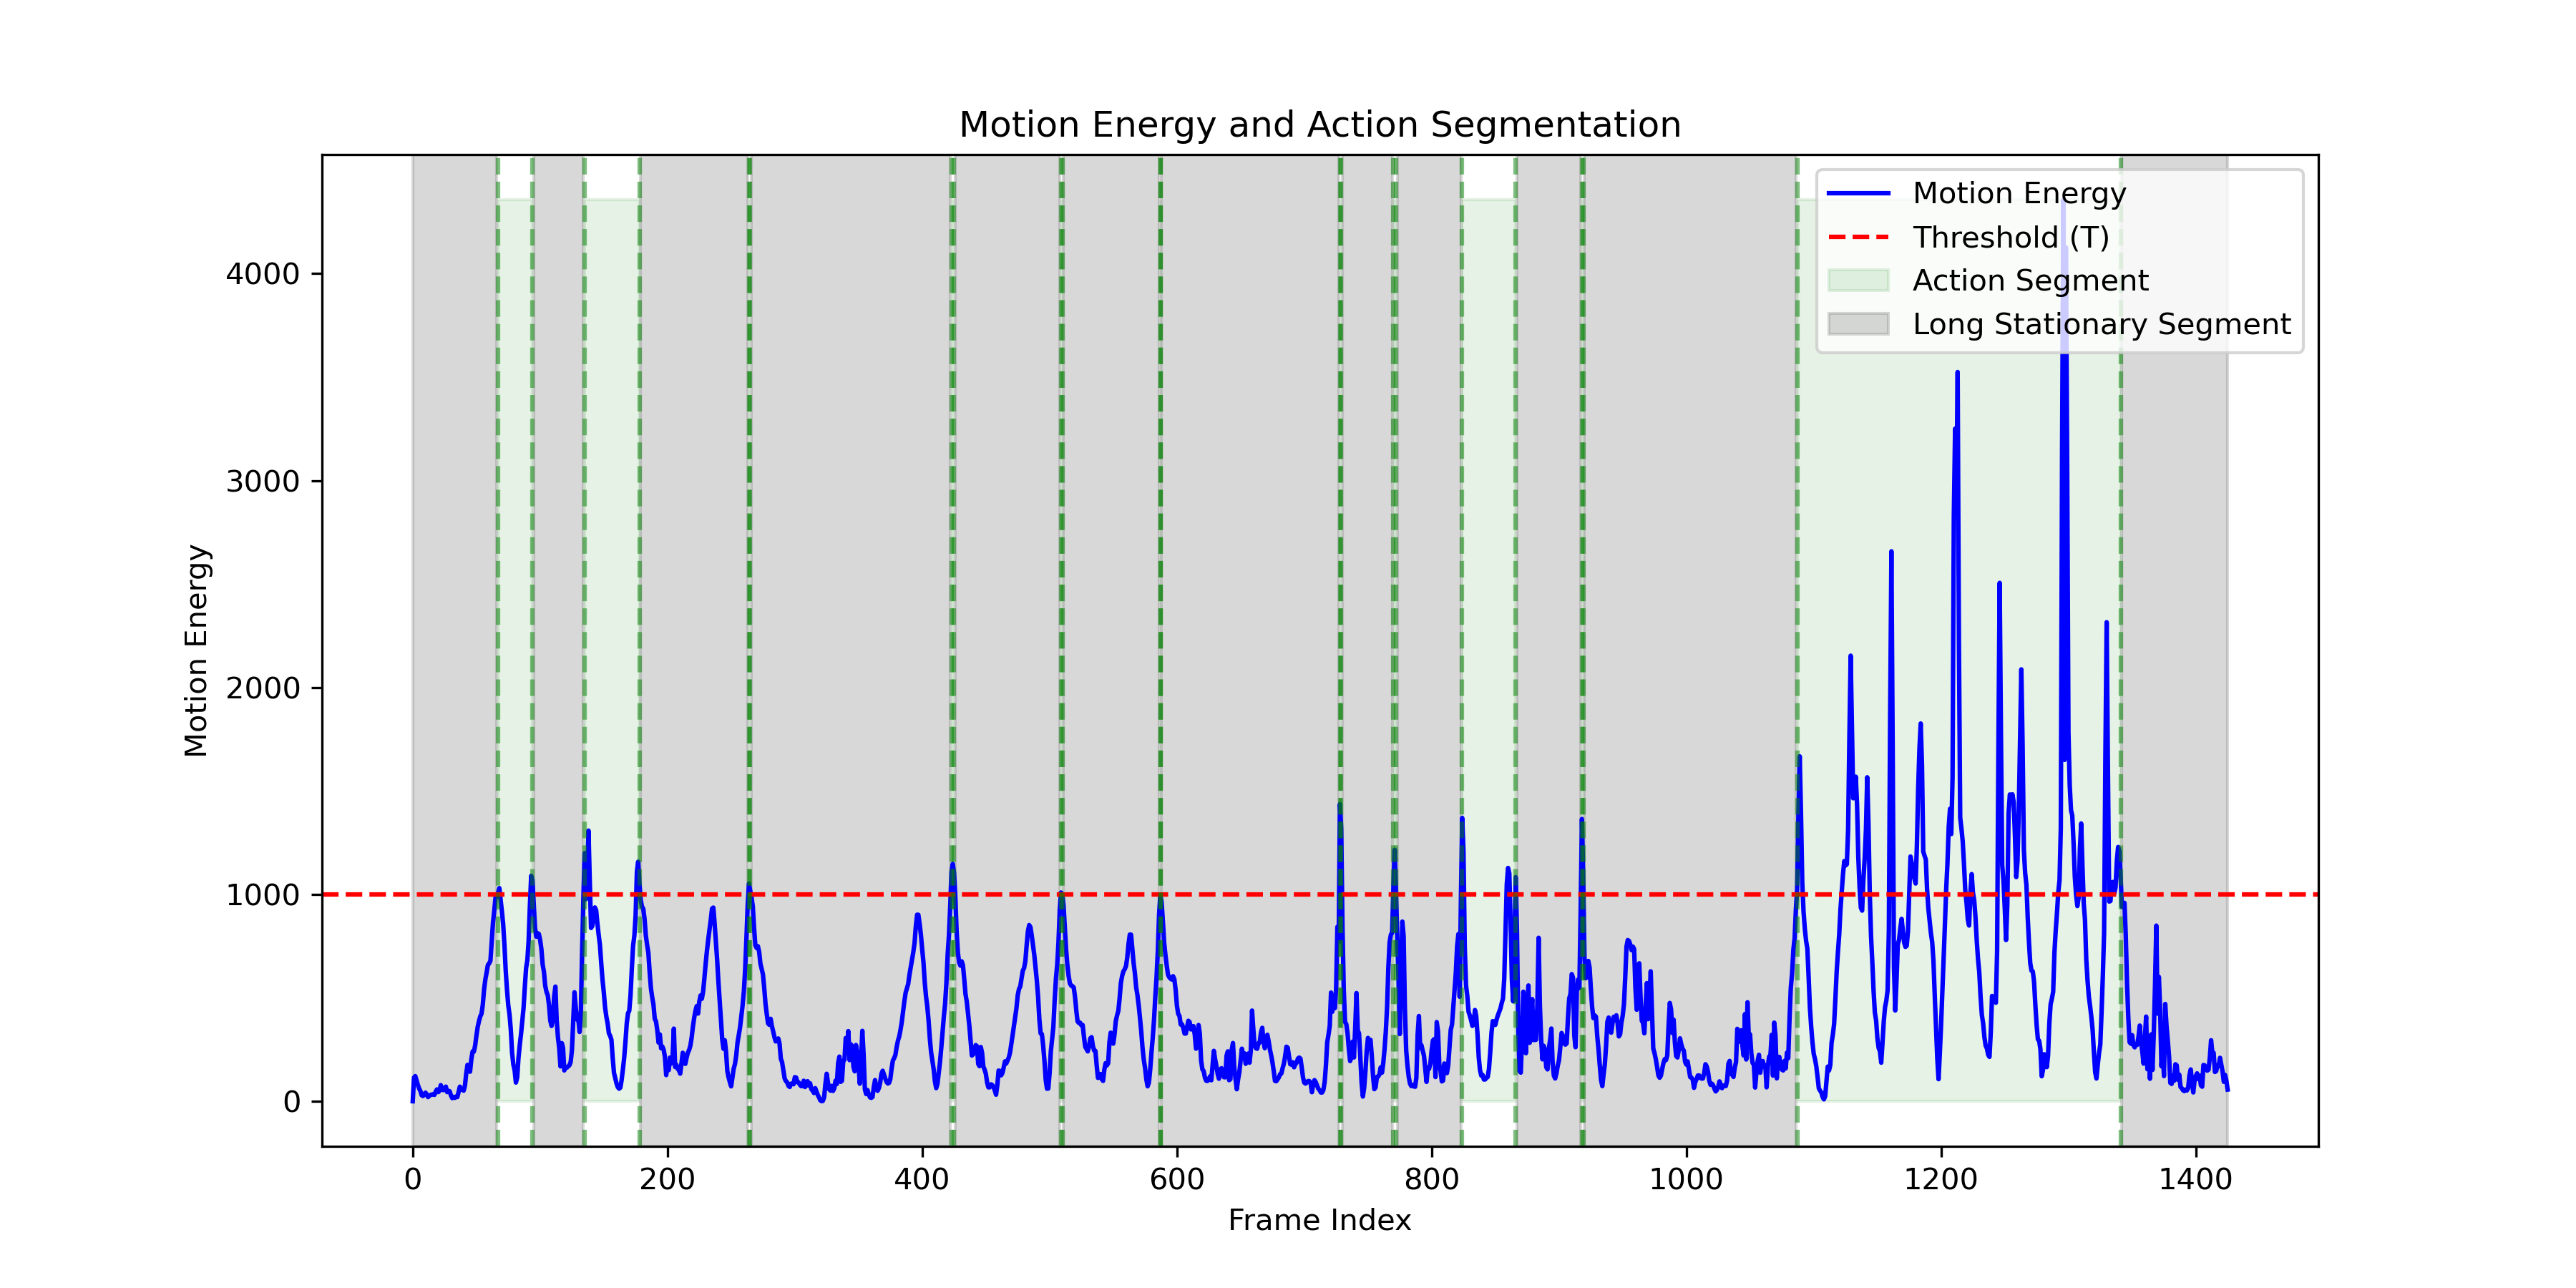 Motion Energy and Action Segmentation
Motion Energy
Threshold (T)
Action Segment
Long Stationary Segment
4000
3000
2000
1000
0
Motion Energy
0 200 400 600 800 1000 1200 1400
Frame Index